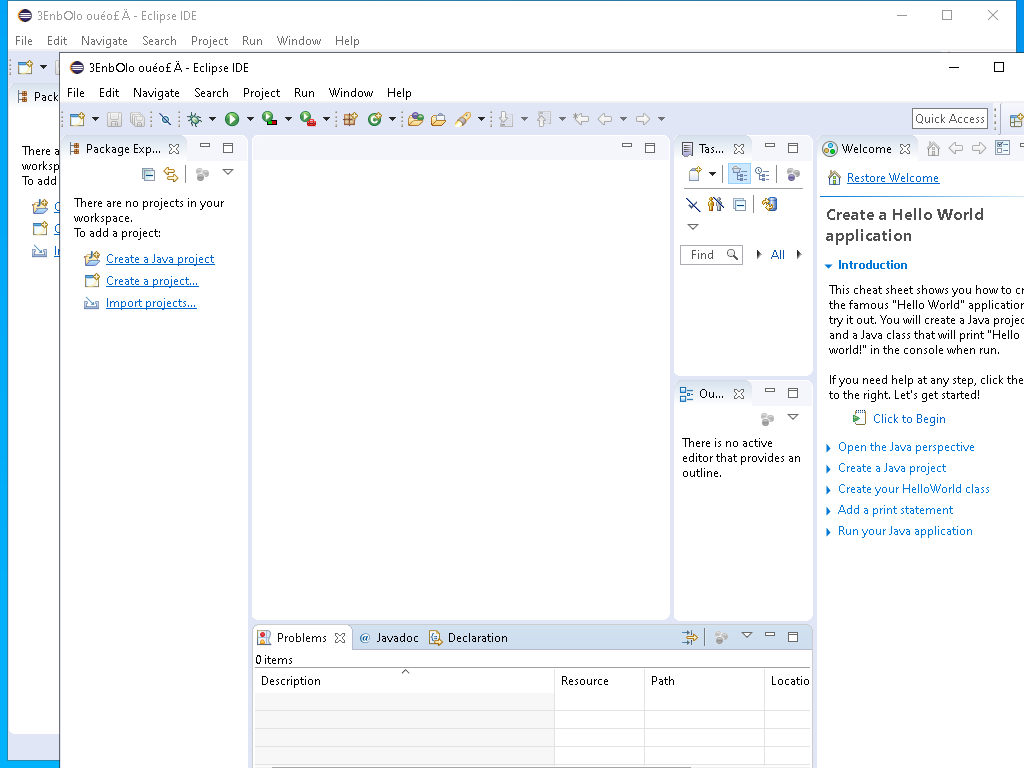 3EnbOlo ouéo£ Ä - Eclipse IDE
File Edit Navigate Search Project Run Window Help
Pack
There a
worksp
To add
3EnbOlo ouéo£ Ä - Eclipse IDE
File Edit Navigate Search Project Run Window Help
Quick Access
Package Exp...
There are no projects in your
workspace.
To add a project:
Create a Java project
Create a project...
Import projects...
Tas...
Find
All
Ou...
There is no active
editor that provides an
outline.
Welcome
Restore Welcome
Create a Hello World
application
Introduction
This cheat sheet shows you how to cr
the famous "Hello World" application
try it out. You will create a Java projec
and a Java class that will print "Hello
world!" in the console when run.
If you need help at any step, click the
to the right. Let's get started!
Click to Begin
Open the Java perspective
Create a Java project
Create your HelloWorld class
Add a print statement
Run your Java application
Problems @ Javadoc Declaration
0 items
Description Resource Path Locatio